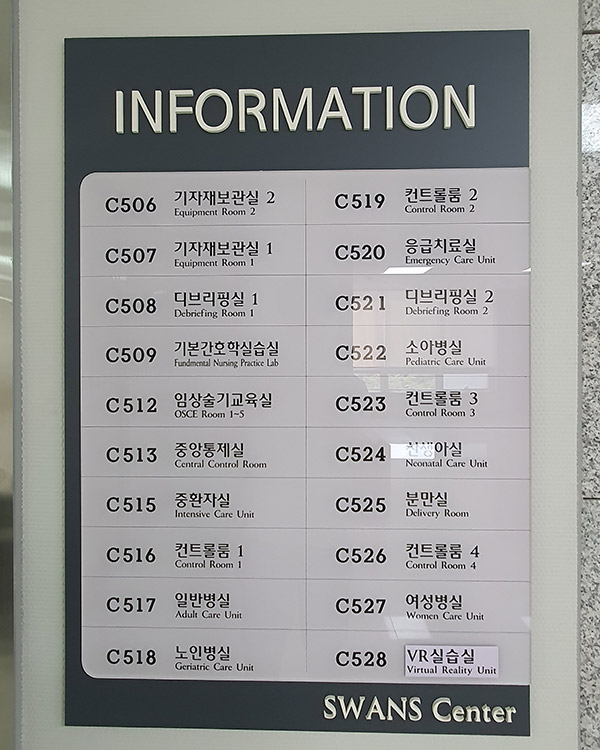 INFORMATION
C506 기자재보관실 2
Equipment Room 2
C507 기자재보관실 1
Equipment Room 1
C508 디브리핑실 1
Debriefing Room 1
C509 기본간호학실습실
Fundmental Nursing Practice Lab
C512 임상술기교육실
OSCE Room 1~5
C513 중앙통제실
Central Control Room
C515 중환자실
Intensive Care Unit
C516 컨트롤룸 1
Control Room 1
C517 일반병실
Adult Care Unit
C518 노인병실
Geriatric Care Unit
C519 컨트롤룸 2
Control Room 2
C520 응급치료실
Emergency Care Unit
C521 디브리핑실 2
Debriefing Room 2
C522 소아병실
Pediatric Care Unit
C523 컨트롤룸 3
Control Room 3
C524 신생아실
Neonatal Care Unit
C525 분만실
Delivery Room
C526 컨트롤룸 4
Control Room 4
C527 여성병실
Women Care Unit
C528 VR실습실
Virtual Reality Unit
SWANS Center